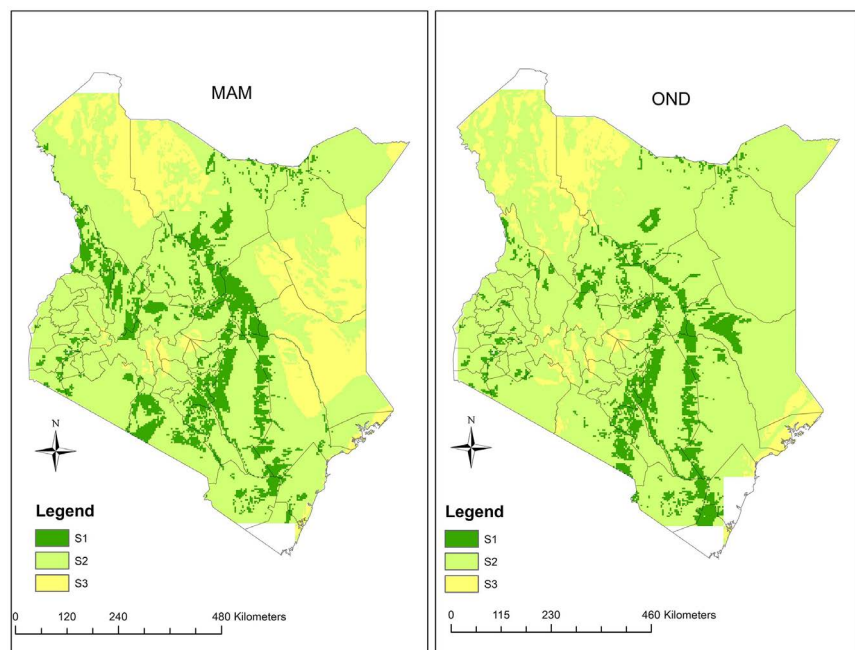 MAM
N
Legend
S1
S2
S3
0 120 240 480 Kilometers
OND
N
Legend
S1
S2
S3
0 115 230 460 Kilometers